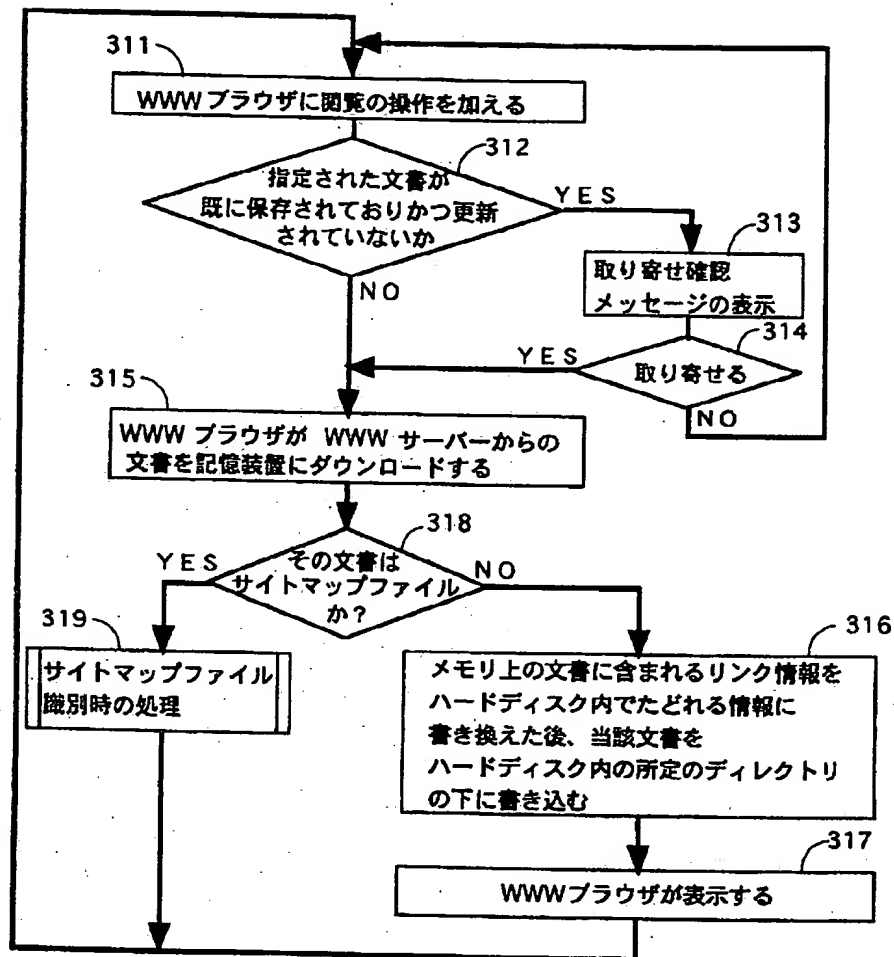 311
WWWブラウザに閲覧の操作を加える
312
指定された文書が
既に保存されておりかつ更新
されていないか
YES
NO
313
取り寄せ確認
メッセージの表示
314
取り寄せる
YES
NO
315
WWW ブラウザが WWW サーバーからの
文書を記憶装置にダウンロードする
318
その文書は
サイトマップファイル
か？
YES
NO
319
サイトマップファイル
識別時の処理
316
メモリ上の文書に含まれるリンク情報を
ハードディスク内でたどれる情報に
書き換えた後、当該文書を
ハードディスク内の所定のディレクトリ
の下に書き込む
317
WWWブラウザが表示する